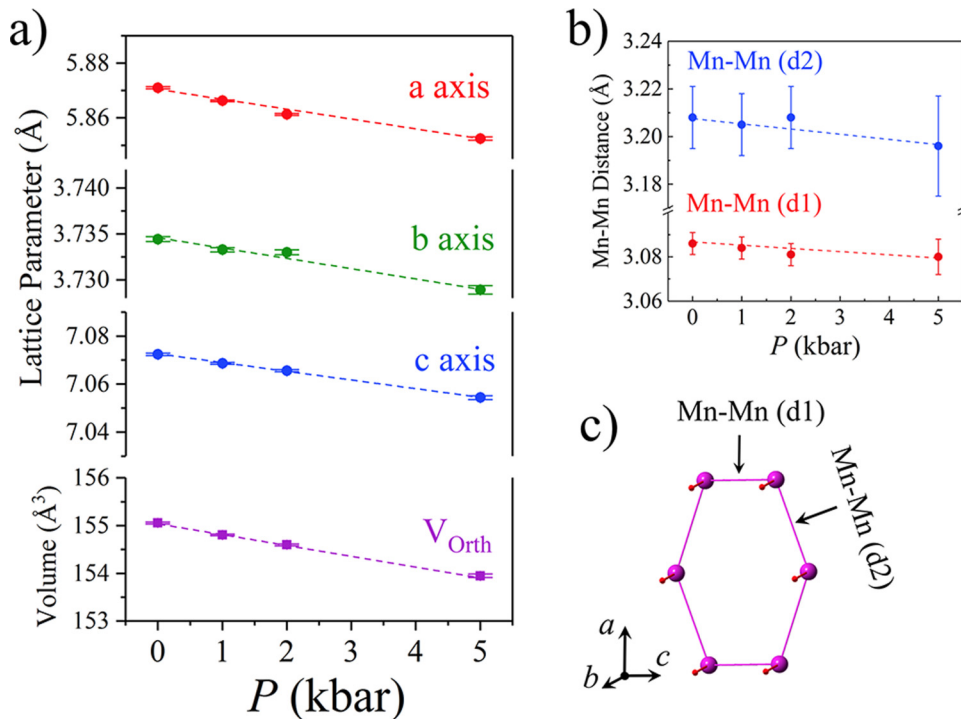 a)
Lattice Parameter (Å)
5.88
5.86
a axis
3.740
3.735
3.730
b axis
7.08
7.06
7.04
c axis
Volume (Å³)
156
155
154
153
V_Orth
0 1 2 3 4 5
P (kbar)
b)
Mn-Mn Distance (Å)
3.24
3.22
3.20
3.18
3.08
3.06
Mn-Mn (d2)
Mn-Mn (d1)
0 1 2 3 4 5
P (kbar)
c)
Mn-Mn (d1)
Mn-Mn (d2)
a
b
c